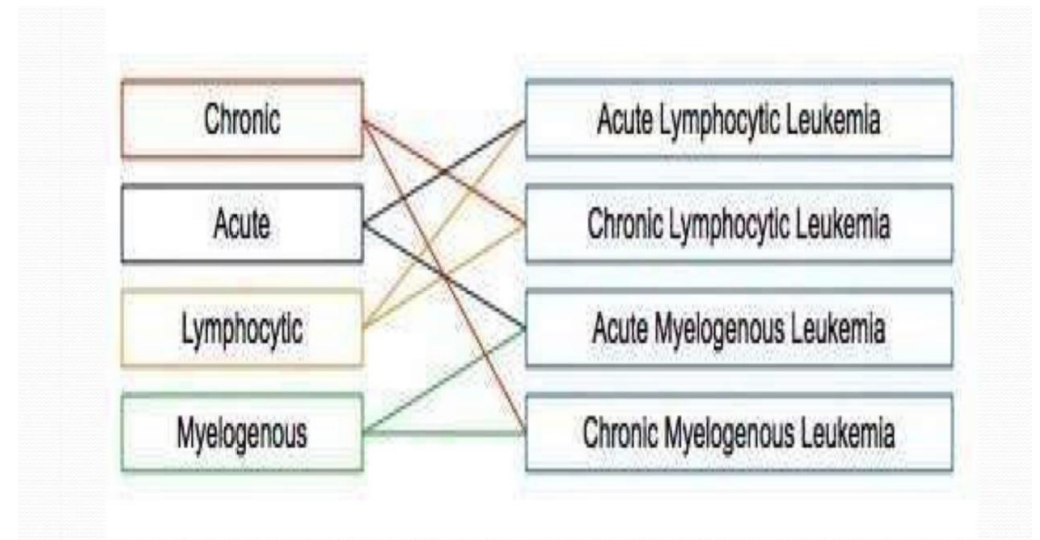 Chronic
Acute
Lymphocytic
Myelogenous
Acute Lymphocytic Leukemia
Chronic Lymphocytic Leukemia
Acute Myelogenous Leukemia
Chronic Myelogenous Leukemia